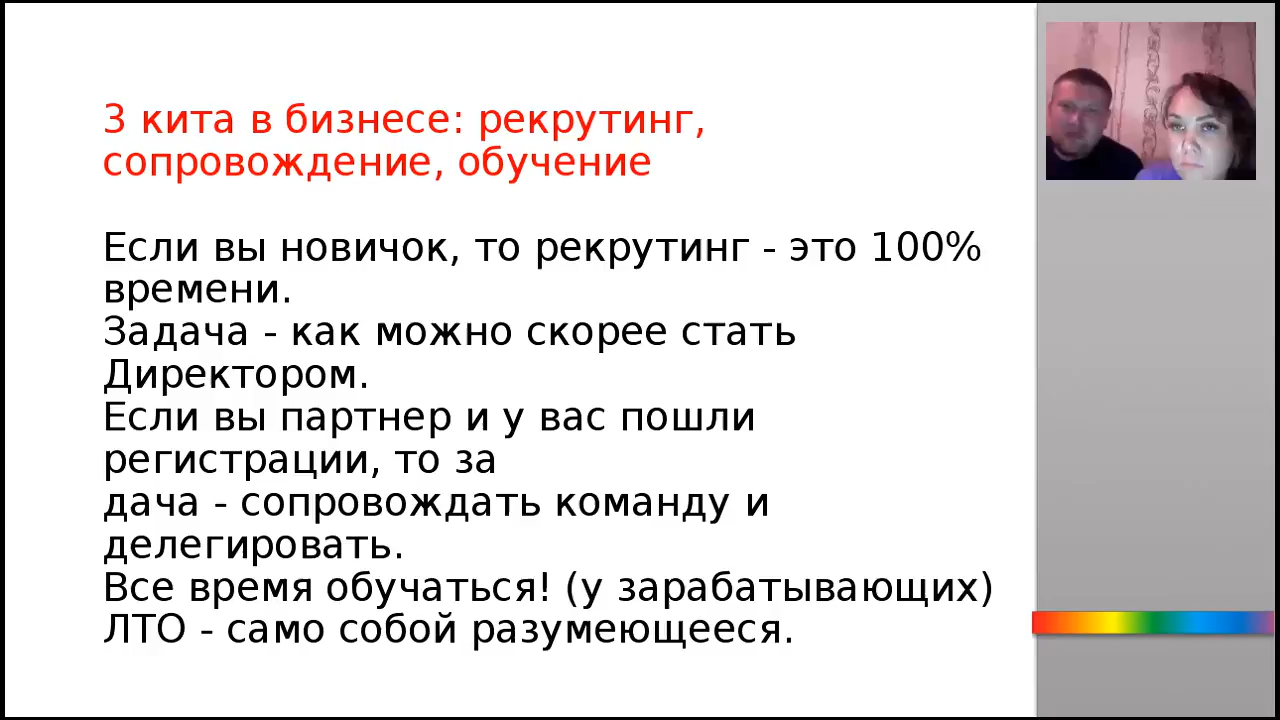 3 кита в бизнесе: рекрутинг,
сопровождение, обучение
Если вы новичок, то рекрутинг - это 100%
времени.
Задача - как можно скорее стать
Директором.
Если вы партнер и у вас пошли
регистрации, то за
дача - сопровождать команду и
делегировать.
Все время обучаться! (у зарабатывающих)
ЛТО - само собой разумеющееся.